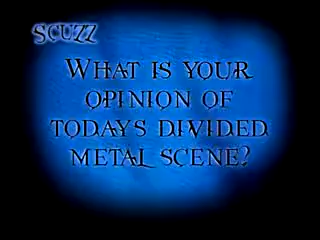 SCUZZ
WHAT IS YOUR
OPINION OF
TODAYS DIVIDED
METAL SCENE?